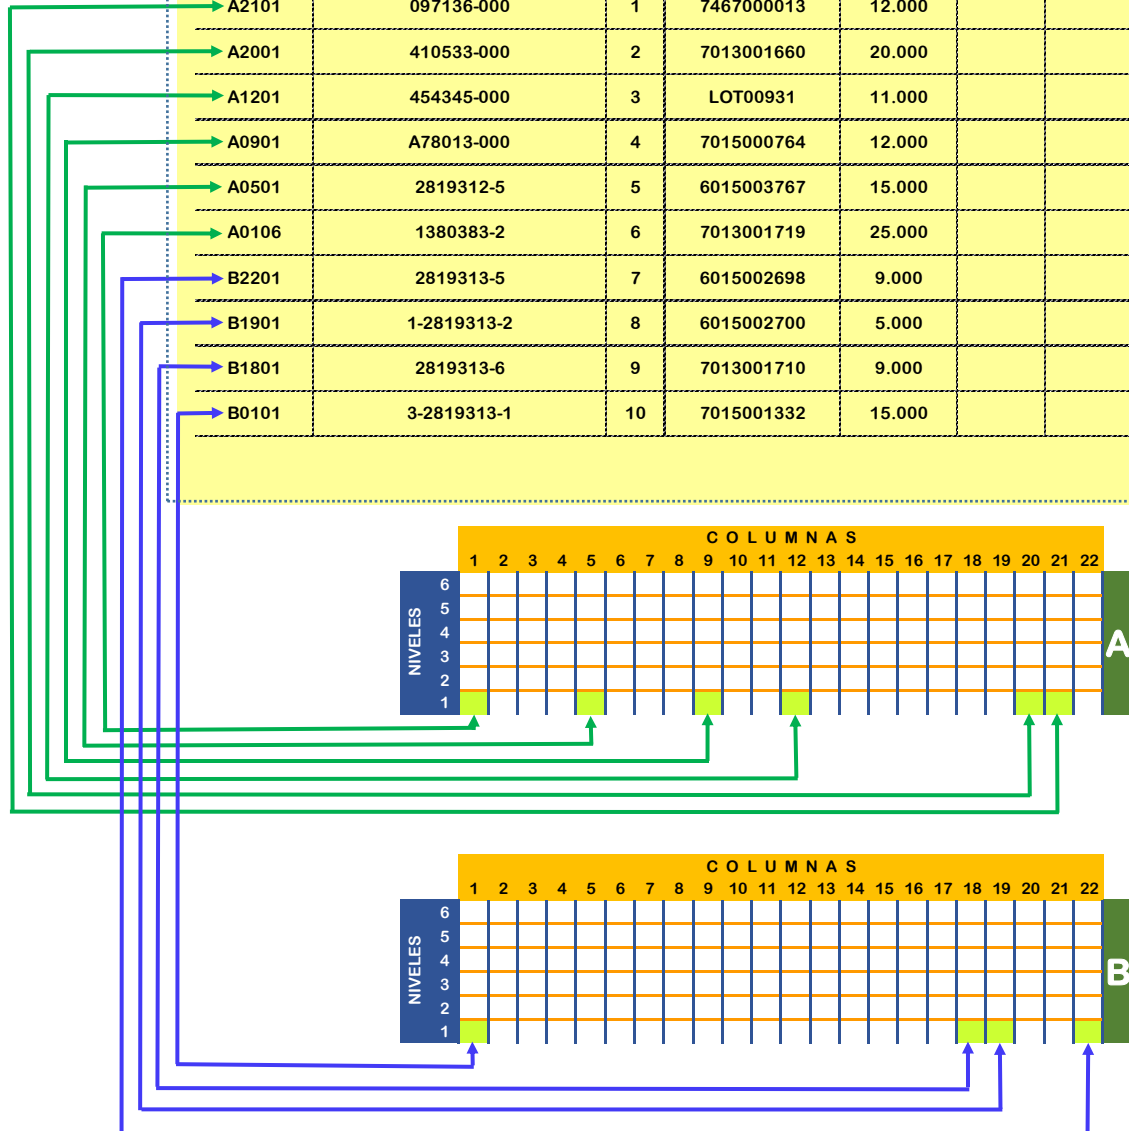 A2101 097136-000 1 7467000013 12.000
A2001 410533-000 2 7013001660 20.000
A1201 454345-000 3 LOT00931 11.000
A0901 A78013-000 4 7015000764 12.000
A0501 2819312-5 5 6015003767 15.000
A0106 1380383-2 6 7013001719 25.000
B2201 2819313-5 7 6015002698 9.000
B1901 1-2819313-2 8 6015002700 5.000
B1801 2819313-6 9 7013001710 9.000
B0101 3-2819313-1 10 7015001332 15.000
COLUMNAS
1 2 3 4 5 6 7 8 9 10 11 12 13 14 15 16 17 18 19 20 21 22
NIVELES
6
5
4
3
2
1
A
COLUMNAS
1 2 3 4 5 6 7 8 9 10 11 12 13 14 15 16 17 18 19 20 21 22
NIVELES
6
5
4
3
2
1
B